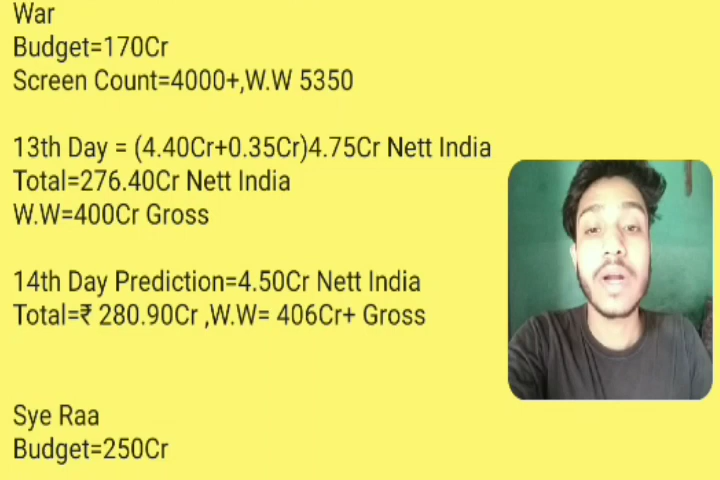 War
Budget=170Cr
Screen Count=4000+,W.W 5350
13th Day = (4.40Cr+0.35Cr)4.75Cr Nett India
Total=276.40Cr Nett India
W.W=400Cr Gross
14th Day Prediction=4.50Cr Nett India
Total=₹ 280.90Cr ,W.W= 406Cr+ Gross
Sye Raa
Budget=250Cr